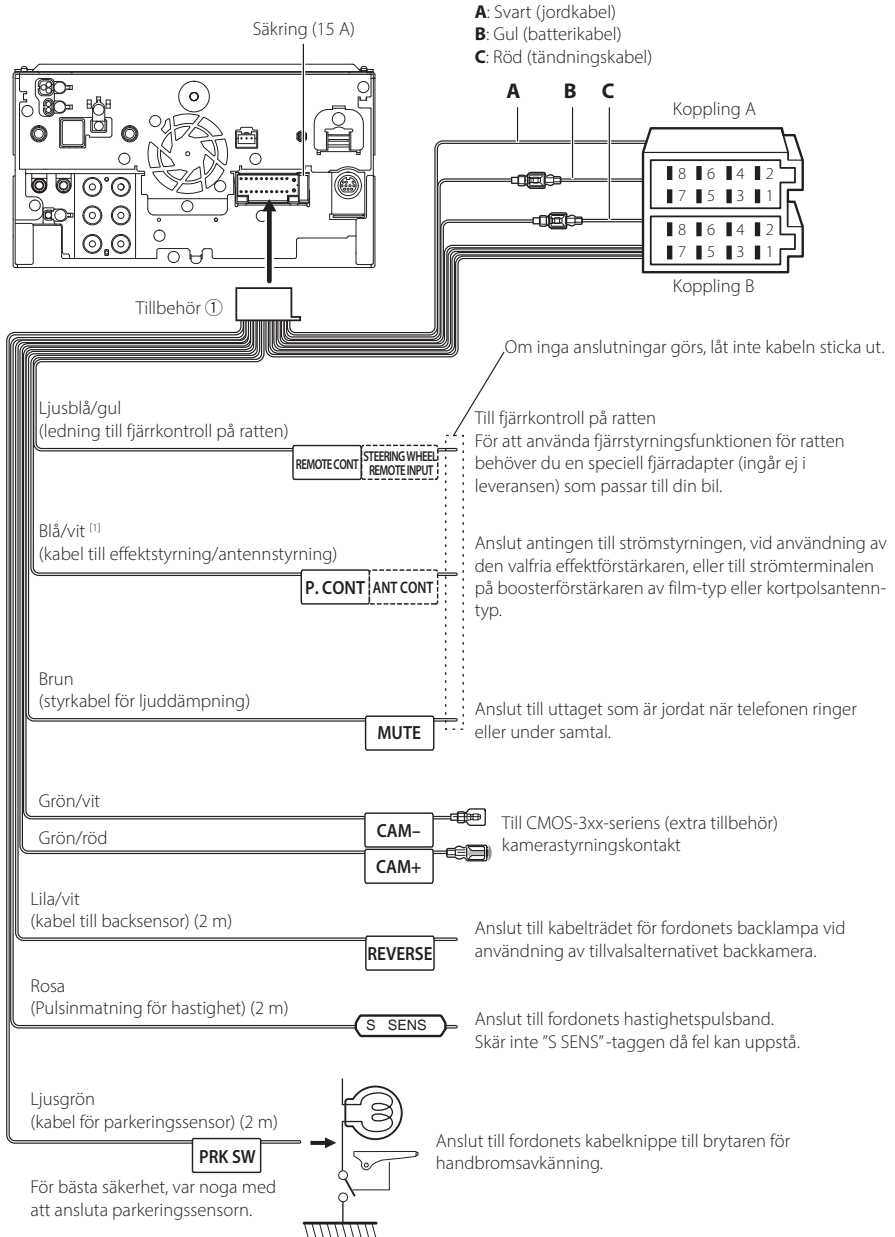 A: Svart (jordkabel)
B: Gul (batterikabel)
C: Röd (tändningskabel)
Säkring (15 A)
A B C
Koppling A
8 6 4 2
7 5 3 1
8 6 4 2
7 5 3 1
Koppling B
Tillbehör ①
Om inga anslutningar görs, låt inte kabeln sticka ut.
Ljusblå/gul
(ledning till fjärrkontroll på ratten)
REMOTE CONT
STEERING WHEEL
REMOTE INPUT
Till fjärrkontroll på ratten
För att använda fjärrstyrningsfunktionen för ratten
behöver du en speciell fjärradapter (ingår ej i
leveransen) som passar till din bil.
Blå/vit [1]
(kabel till effektstyrning/antennstyrning)
P. CONT ANT CONT
Anslut antingen till strömstyrningen, vid användning av
den valfria effektförstärkaren, eller till strömterminalen
på boosterförstärkaren av film-typ eller kortpolsantenn-
typ.
Brun
(styrkabel för ljuddämpning)
MUTE
Anslut till uttaget som är jordat när telefonen ringer
eller under samtal.
Grön/vit
CAM–
Grön/röd
CAM+
Till CMOS-3xx-seriens (extra tillbehör)
kamerastyrningskontakt
Lila/vit
(kabel till backsensor) (2 m)
REVERSE
Anslut till kabelträdet för fordonets backlampa vid
användning av tillvalsalternativet backkamera.
Rosa
(Pulsinmatning för hastighet) (2 m)
S SENS
Anslut till fordonets hastighetspulsband.
Skär inte "S SENS"-taggen då fel kan uppstå.
Ljusgrön
(kabel för parkeringssensor) (2 m)
PRK SW
För bästa säkerhet, var noga med
att ansluta parkeringssensorn.
Anslut till fordonets kabelknippe till brytaren för
handbromsavkänning.